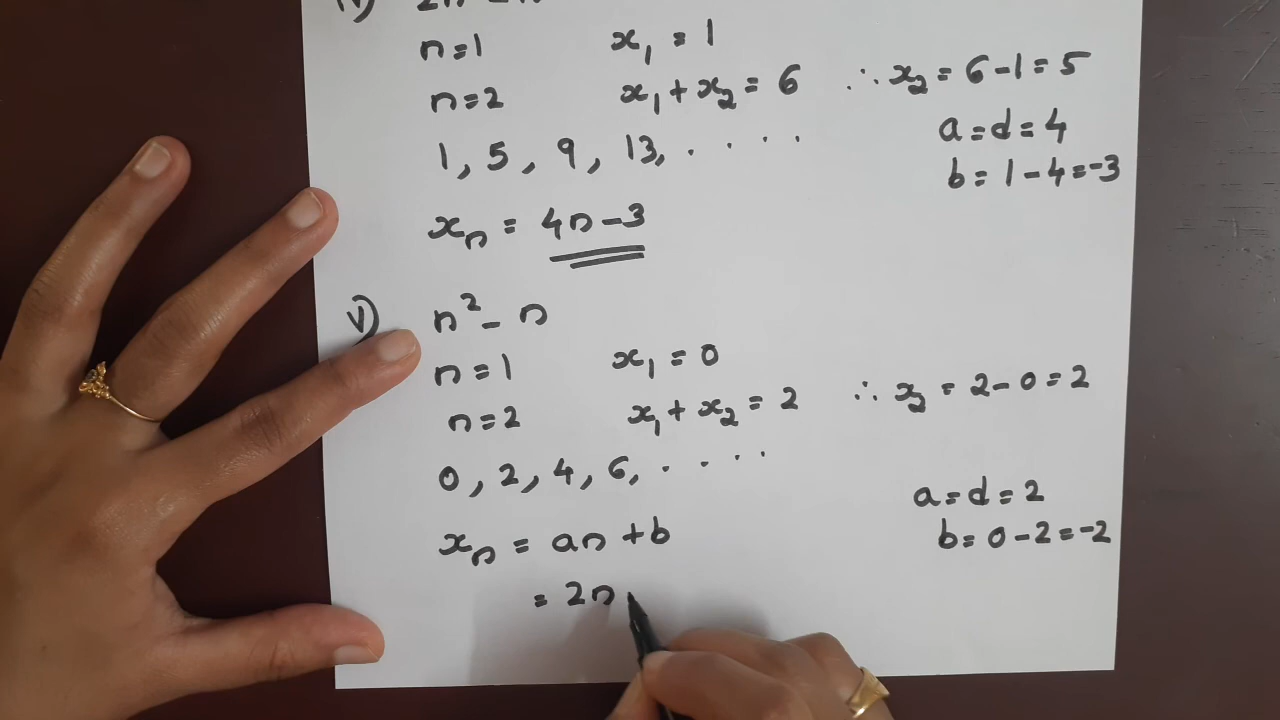 n=1 x₁ = 1
n=2 x₁ + x₂ = 6 ∴ x₂ = 6 - 1 = 5
1, 5, 9, 13, . . . .
a = d = 4
b = 1 - 4 = -3
xₙ = 4n - 3
v) n² - n
n=1 x₁ = 0
n=2 x₁ + x₂ = 2 ∴ x₂ = 2 - 0 = 2
0, 2, 4, 6, . . . .
a = d = 2
b = 0 - 2 = -2
xₙ = an + b
= 2n